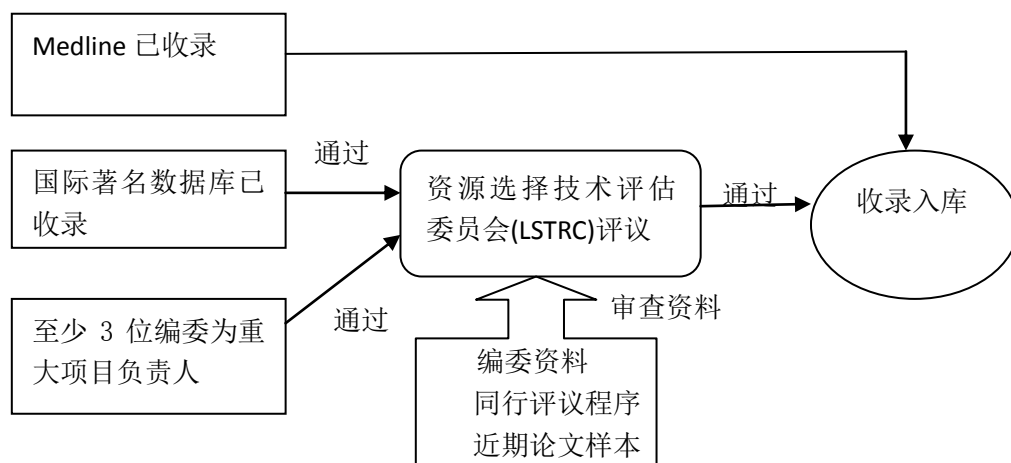 Medline 已收录
通过
国际著名数据库已
收录
资源选择技术评估
委员会(LSTRC)评议
通过
收录入库
至少 3 位编委为重
大项目负责人
通过
审查资料
编委资料
同行评议程序
近期论文样本